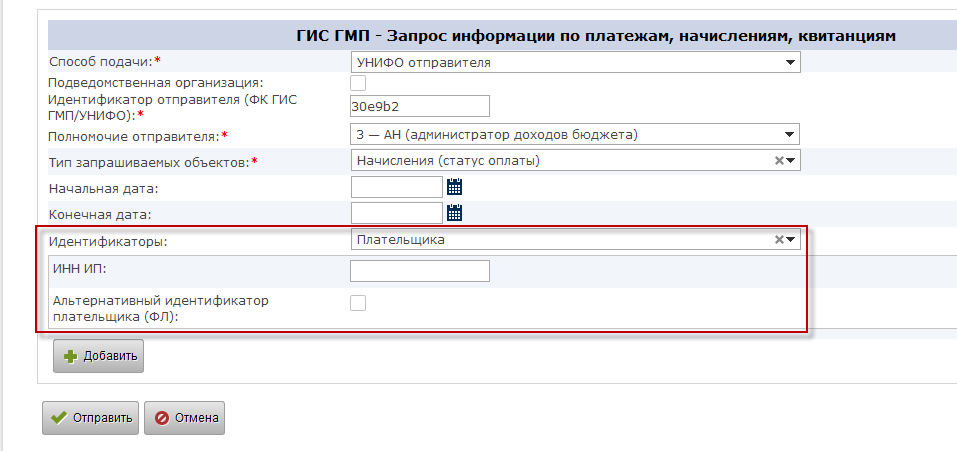 ГИС ГМП - Запрос информации по платежам, начислениям, квитанциям
Способ подачи:* УНИФО отправителя
Подведомственная организация:
Идентификатор отправителя (ФК ГИС
ГМП/УНИФО):* 30e9b2
Полномочие отправителя:* 3 — АН (администратор доходов бюджета)
Тип запрашиваемых объектов:* Начисления (статус оплаты)
Начальная дата:
Конечная дата:
Идентификаторы: Плательщика
ИНН ИП:
Альтернативный идентификатор
плательщика (ФЛ):
Добавить
Отправить Отмена